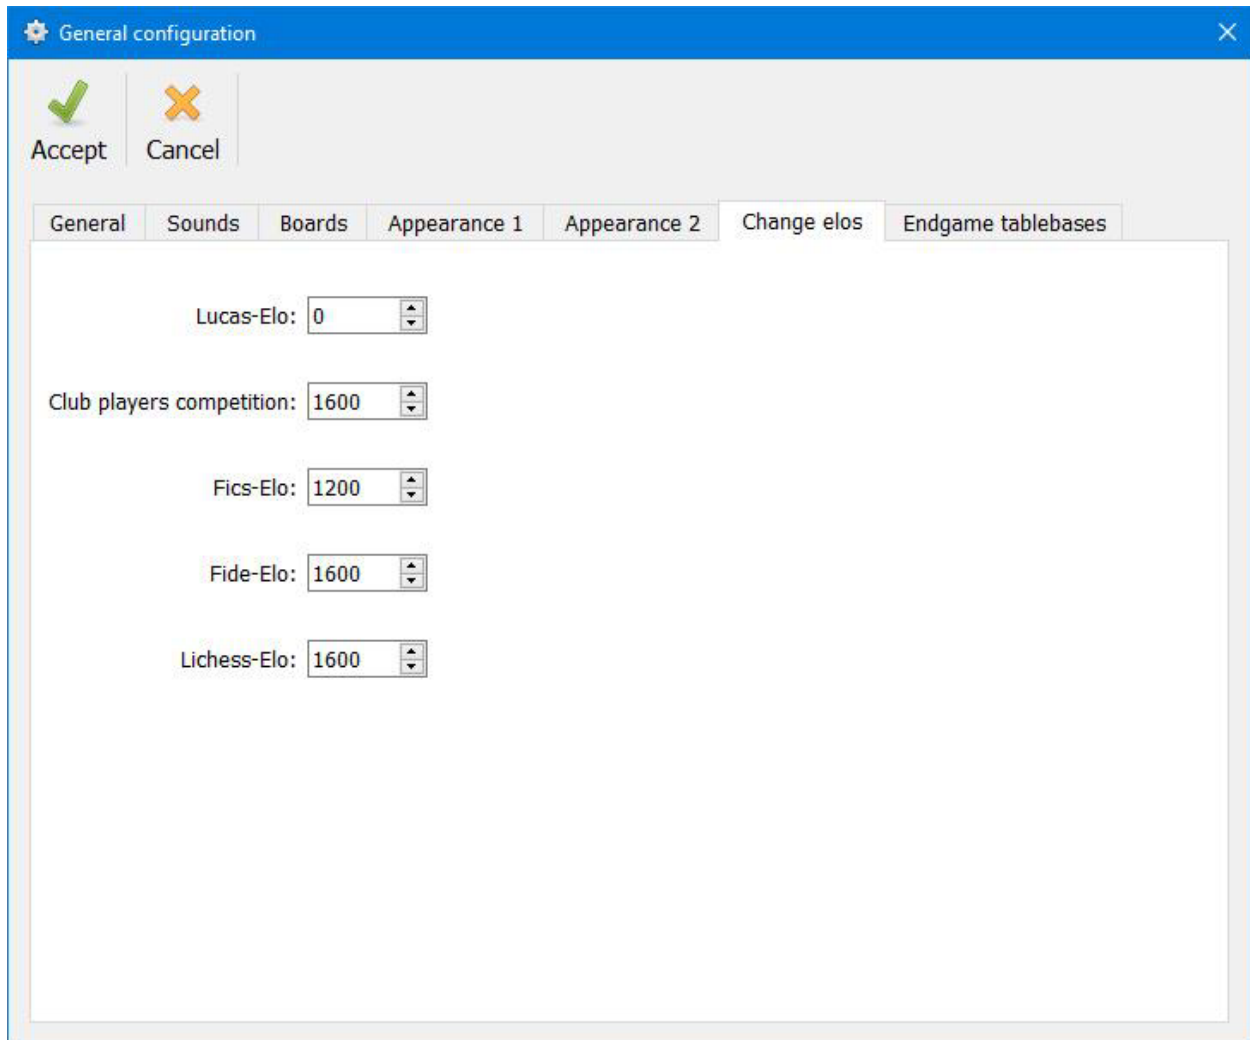 General configuration
Accept Cancel
General Sounds Boards Appearance 1 Appearance 2 Change elos Endgame tablebases
Lucas-Elo: 0
Club players competition: 1600
Fics-Elo: 1200
Fide-Elo: 1600
Lichess-Elo: 1600